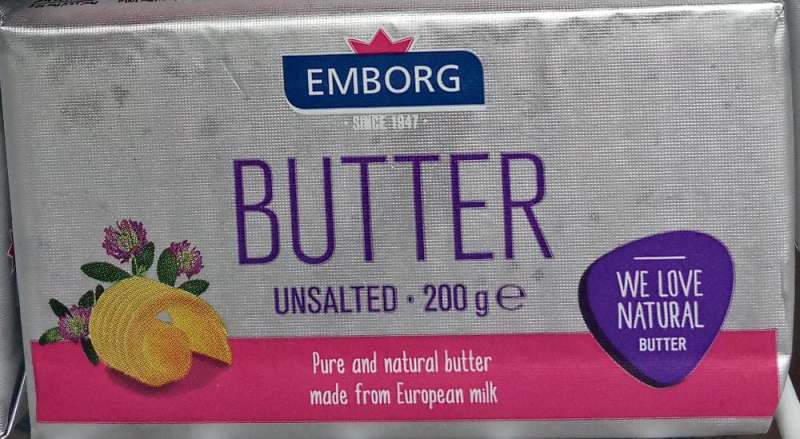 EMBORG
· SINCE 1947 ·
BUTTER
UNSALTED · 200 g ℮
WE LOVE
NATURAL
BUTTER
Pure and natural butter
made from European milk